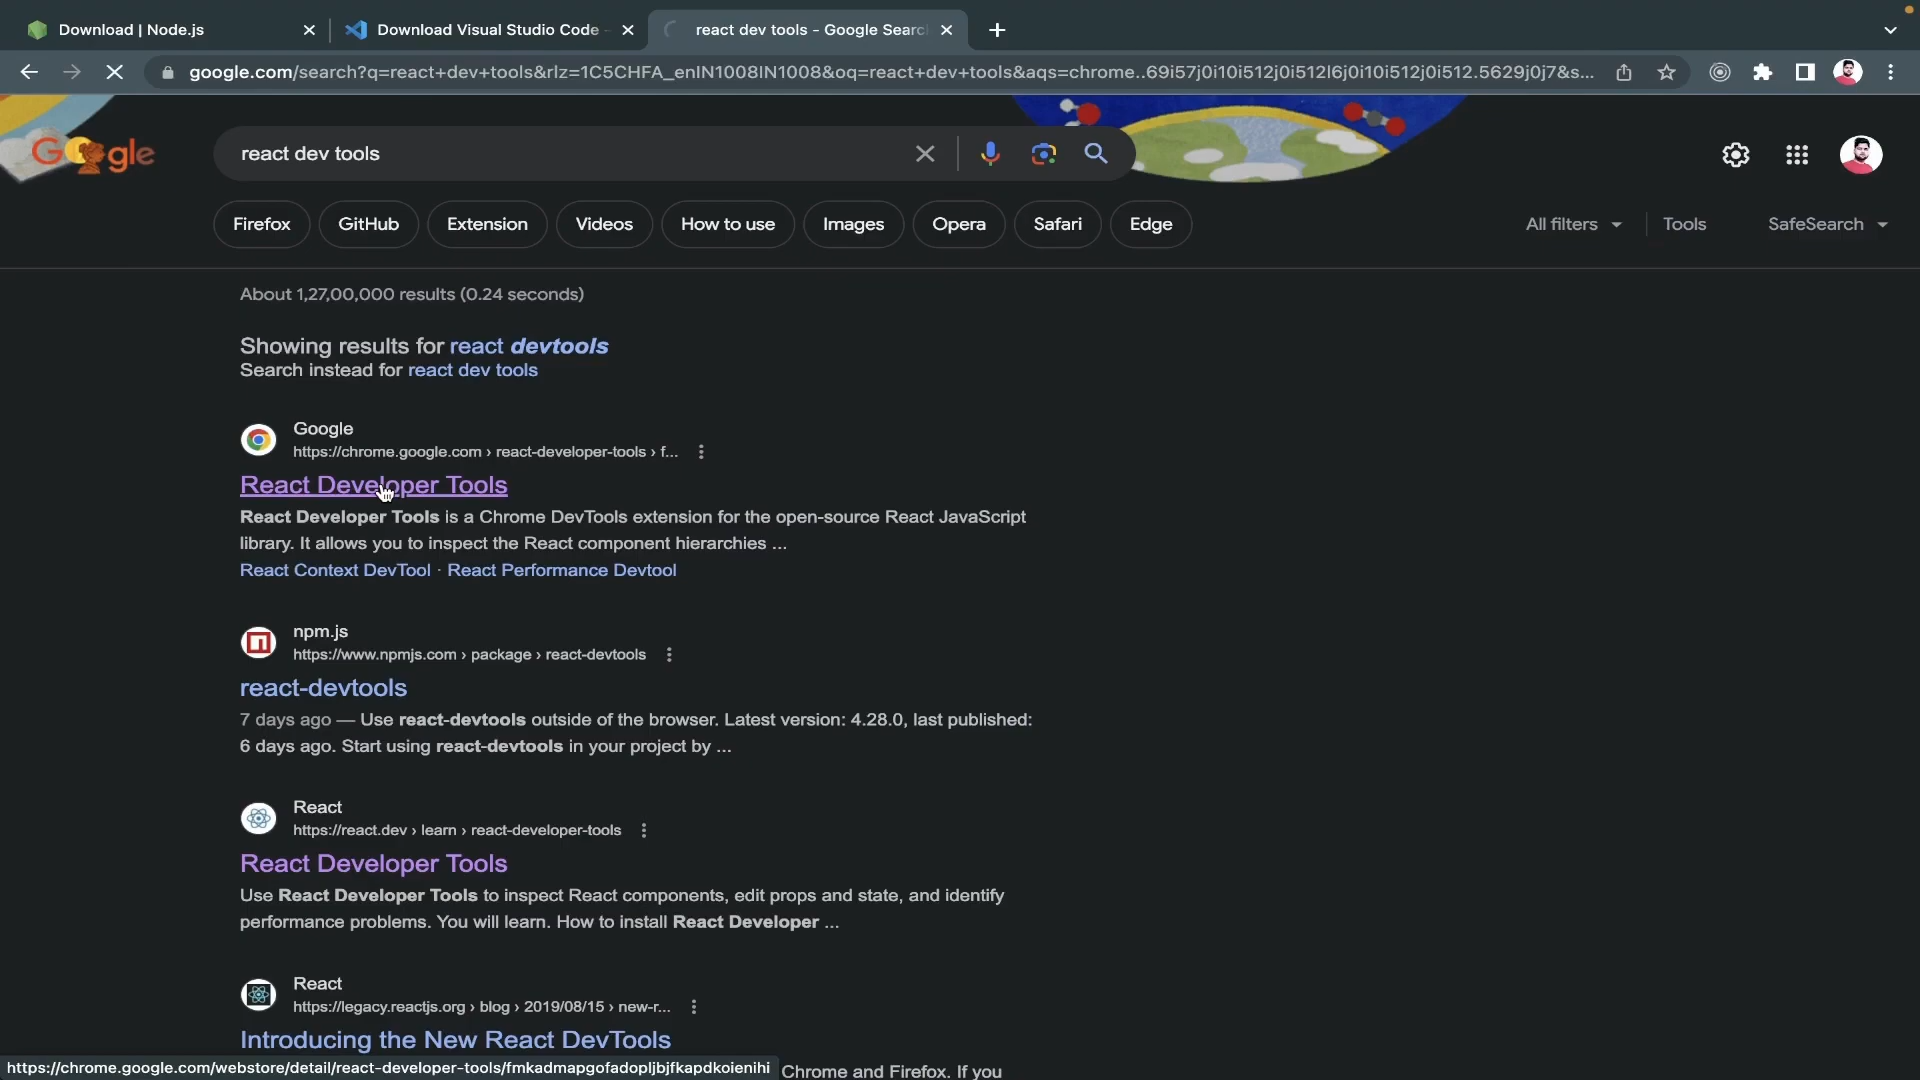 Download | Node.js
Download Visual Studio Code -
react dev tools - Google Searc
google.com/search?q=react+dev+tools&rlz=1C5CHFA_enIN1008IN1008&oq=react+dev+tools&aqs=chrome..69i57j0i10i512j0i512l6j0i10i512j0i512.5629j0j7&s...
Google
react dev tools
Firefox
GitHub
Extension
Videos
How to use
Images
Opera
Safari
Edge
All filters
Tools
SafeSearch
About 1,27,00,000 results (0.24 seconds)
Showing results for react devtools
Search instead for react dev tools
Google
https://chrome.google.com › react-developer-tools › f...
React Developer Tools
React Developer Tools is a Chrome DevTools extension for the open-source React JavaScript
library. It allows you to inspect the React component hierarchies ...
React Context DevTool · React Performance Devtool
npm.js
https://www.npmjs.com › package › react-devtools
react-devtools
7 days ago — Use react-devtools outside of the browser. Latest version: 4.28.0, last published:
6 days ago. Start using react-devtools in your project by ...
React
https://react.dev › learn › react-developer-tools
React Developer Tools
Use React Developer Tools to inspect React components, edit props and state, and identify
performance problems. You will learn. How to install React Developer ...
React
https://legacy.reactjs.org › blog › 2019/08/15 › new-r...
Introducing the New React DevTools
https://chrome.google.com/webstore/detail/react-developer-tools/fmkadmapgofadopljbjfkapdkoienihi
Chrome and Firefox. If you